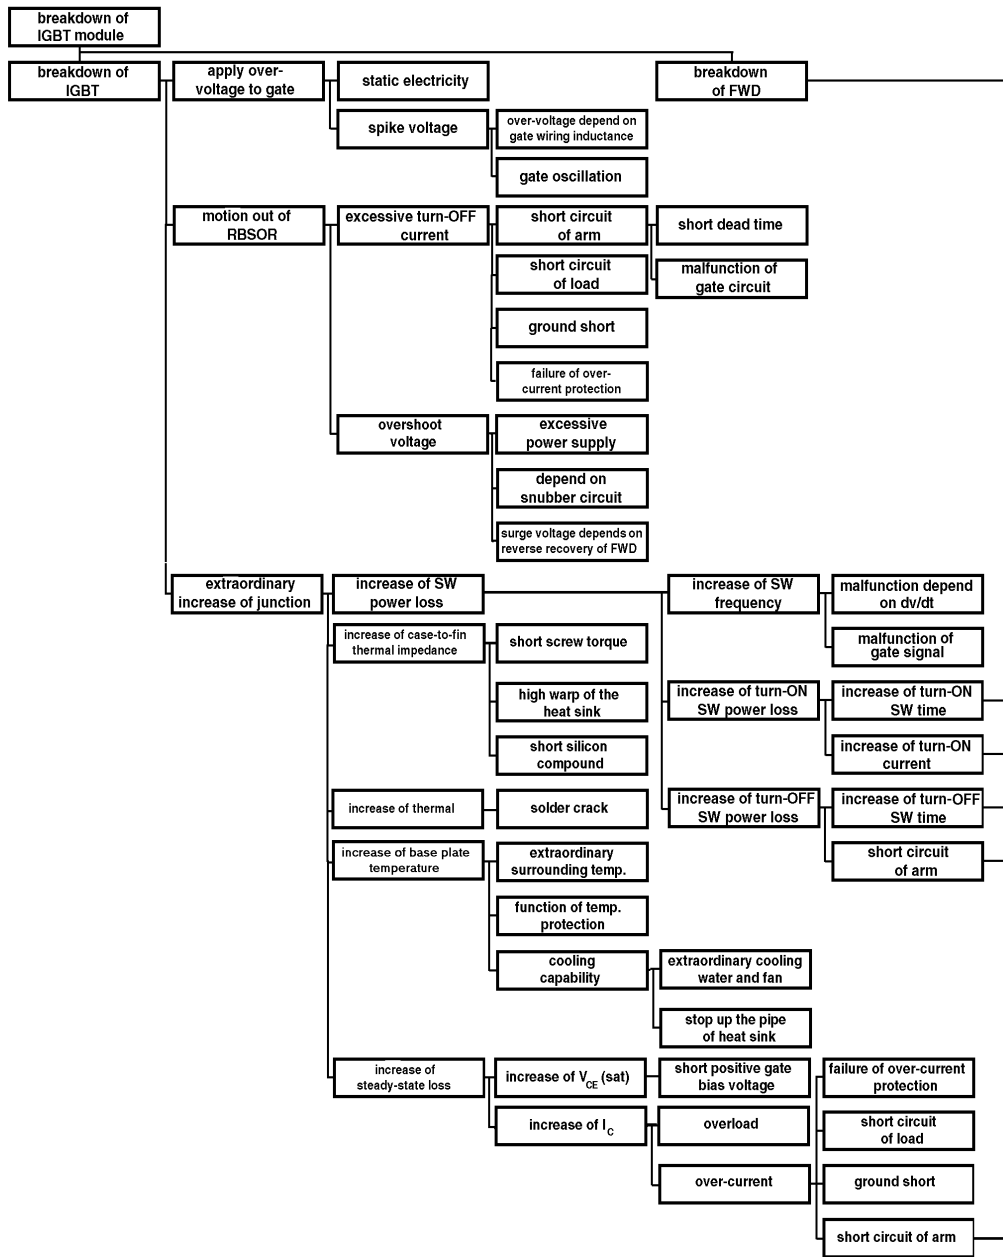 breakdown of
IGBT module
breakdown of
IGBT
apply over-
voltage to gate
static electricity
breakdown
of FWD
spike voltage
over-voltage depend on
gate wiring inductance
gate oscillation
motion out of
RBSOR
excessive turn-OFF
current
short circuit
of arm
short dead time
short circuit
of load
malfunction of
gate circuit
ground short
failure of over-
current protection
overshoot
voltage
excessive
power supply
depend on
snubber circuit
surge voltage depends on
reverse recovery of FWD
extraordinary
increase of junction
increase of SW
power loss
increase of SW
frequency
malfunction depend
on dv/dt
increase of case-to-fin
thermal impedance
short screw torque
malfunction of
gate signal
high warp of the
heat sink
increase of turn-ON
SW power loss
increase of turn-ON
SW time
short silicon
compound
increase of turn-ON
current
increase of thermal
solder crack
increase of turn-OFF
SW power loss
increase of turn-OFF
SW time
increase of base plate
temperature
extraordinary
surrounding temp.
short circuit
of arm
function of temp.
protection
cooling
capability
extraordinary cooling
water and fan
stop up the pipe
of heat sink
increase of
steady-state loss
increase of VCE (sat)
short positive gate
bias voltage
failure of over-current
protection
increase of IC
overload
short circuit
of load
over-current
ground short
short circuit of arm